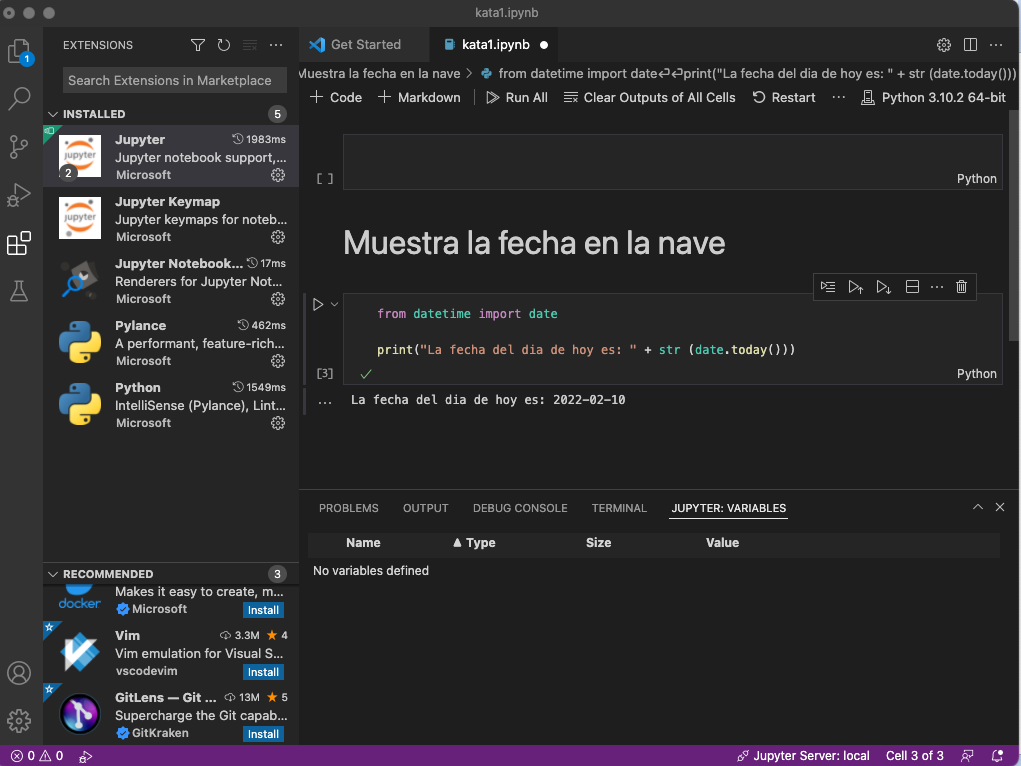 kata1.ipynb
1
EXTENSIONS
Search Extensions in Marketplace
INSTALLED
5
Jupyter
1983ms
Jupyter notebook support,...
Microsoft
jupyter
2
Jupyter Keymap
Jupyter keymaps for noteb...
Microsoft
jupyter
Jupyter Notebook...
17ms
Renderers for Jupyter Not...
Microsoft
Pylance
462ms
A performant, feature-rich...
Microsoft
Python
1549ms
IntelliSense (Pylance), Lint...
Microsoft
RECOMMENDED
3
docker
Makes it easy to create, m...
Microsoft
Install
Vim
3.3M
4
Vim emulation for Visual S...
vscodevim
Install
GitLens — Git ...
13M
5
Supercharge the Git capab...
GitKraken
Install
Get Started
kata1.ipynb
Muestra la fecha en la nave > from datetime import date↵↵print("La fecha del dia de hoy es: " + str (date.today()))
+ Code
+ Markdown
Run All
Clear Outputs of All Cells
Restart
...
Python 3.10.2 64-bit
[ ]
Python
Muestra la fecha en la nave
from datetime import date
print("La fecha del dia de hoy es: " + str (date.today()))
[3]
Python
... La fecha del dia de hoy es: 2022-02-10
PROBLEMS
OUTPUT
DEBUG CONSOLE
TERMINAL
JUPYTER: VARIABLES
Name
Type
Size
Value
No variables defined
0
0
Jupyter Server: local
Cell 3 of 3